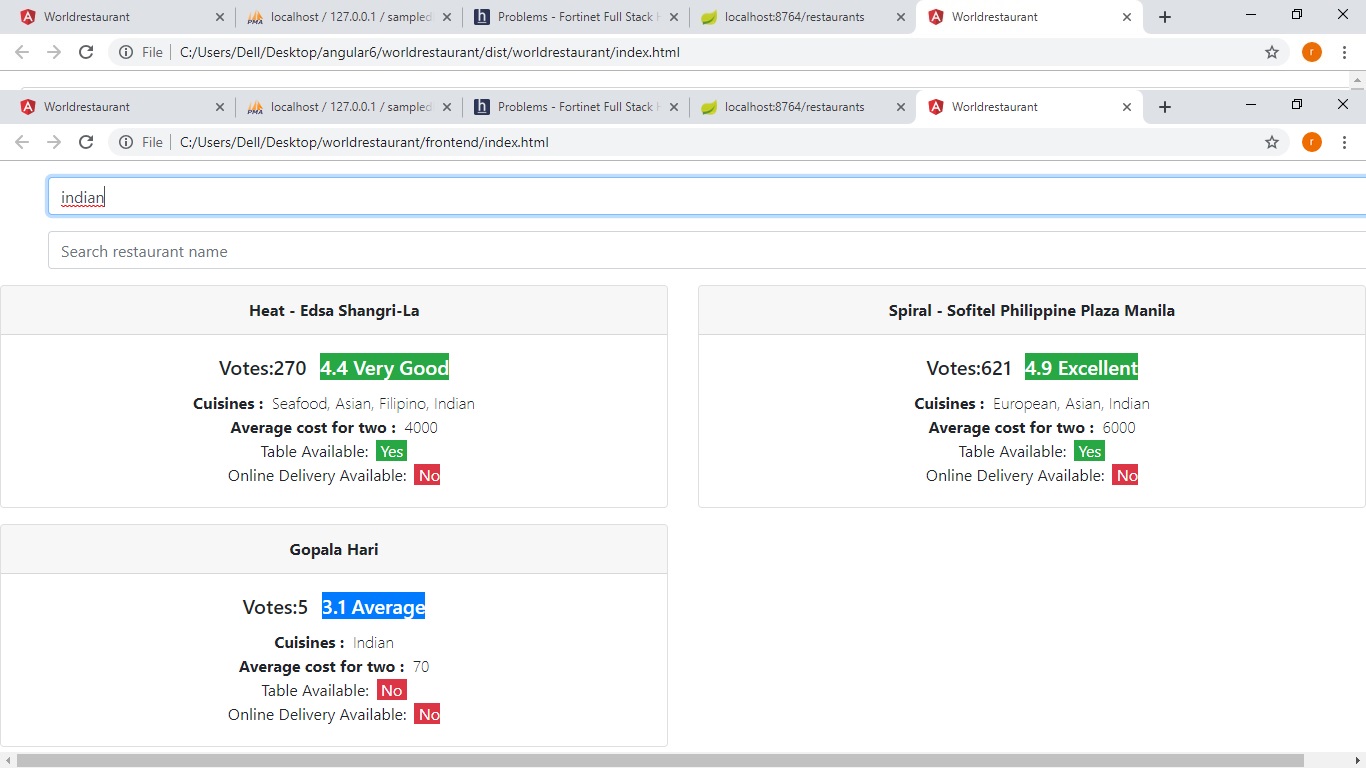 Worldrestaurant localhost / 127.0.0.1 / sampled Problems - Fortinet Full Stack H localhost:8764/restaurants Worldrestaurant
File C:/Users/Dell/Desktop/angular6/worldrestaurant/dist/worldrestaurant/index.html r
Worldrestaurant localhost / 127.0.0.1 / sampled Problems - Fortinet Full Stack H localhost:8764/restaurants Worldrestaurant
File C:/Users/Dell/Desktop/worldrestaurant/frontend/index.html r
indian
Search restaurant name
Heat - Edsa Shangri-La
Votes:270 4.4 Very Good
Cuisines : Seafood, Asian, Filipino, Indian
Average cost for two : 4000
Table Available: Yes
Online Delivery Available: No
Spiral - Sofitel Philippine Plaza Manila
Votes:621 4.9 Excellent
Cuisines : European, Asian, Indian
Average cost for two : 6000
Table Available: Yes
Online Delivery Available: No
Gopala Hari
Votes:5 3.1 Average
Cuisines : Indian
Average cost for two : 70
Table Available: No
Online Delivery Available: No